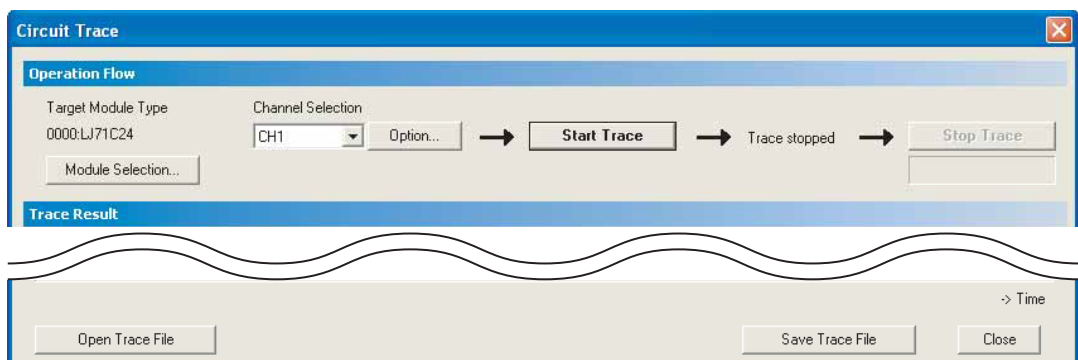 Circuit Trace
Operation Flow
Target Module Type
Channel Selection
0000:LJ71C24
CH1
Option...
Start Trace
Trace stopped
Stop Trace
Module Selection...
Trace Result
-> Time
Open Trace File
Save Trace File
Close